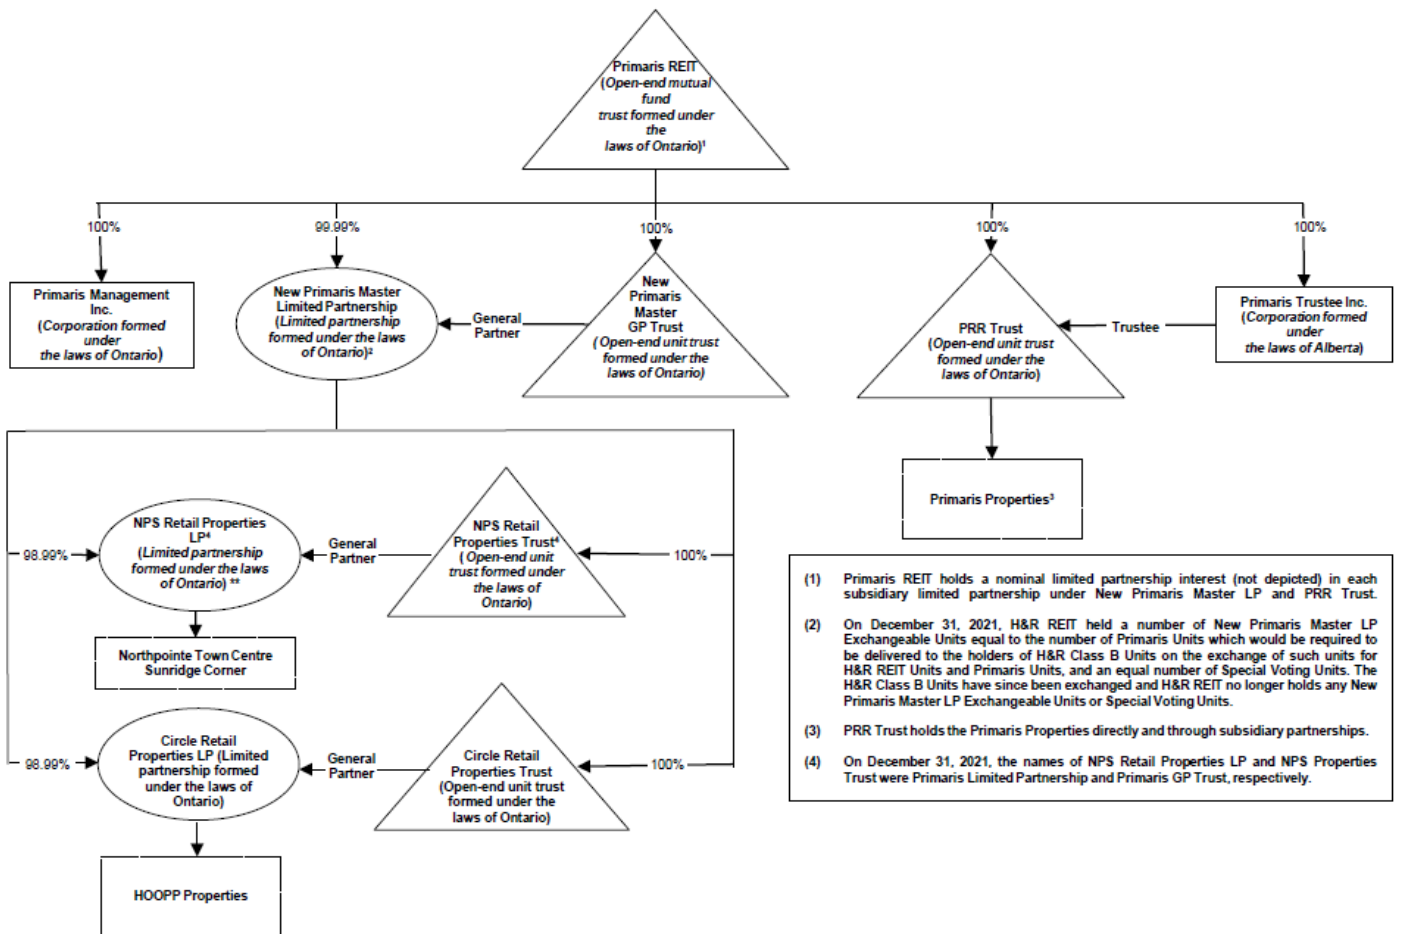 Primaris REIT
(Open-end mutual
fund
trust formed under
the
laws of Ontario)¹
100%
99.99%
100%
100%
100%
Primaris Management
Inc.
(Corporation formed
under
the laws of Ontario)
New Primaris Master
Limited Partnership
(Limited partnership
formed under the laws
of Ontario)²
General
Partner
New
Primaris
Master
GP Trust
(Open-end unit trust
formed under the
laws of Ontario)
PRR Trust
(Open-end unit trust
formed under the
laws of Ontario)
Trustee
Primaris Trustee Inc.
(Corporation formed
under
the laws of Alberta)
Primaris Properties³
98.99%
NPS Retail Properties
LP⁴
(Limited partnership
formed under the laws
of Ontario) **
General
Partner
NPS Retail
Properties Trust⁴
( Open-end unit
trust formed under
the laws of
Ontario)
100%
Northpointe Town Centre
Sunridge Corner
98.99%
Circle Retail
Properties LP (Limited
partnership formed
under the laws of
Ontario)
General
Partner
Circle Retail
Properties Trust
(Open-end unit trust
formed under the
laws of Ontario)
100%
HOOPP Properties
(1) Primaris REIT holds a nominal limited partnership interest (not depicted) in each
subsidiary limited partnership under New Primaris Master LP and PRR Trust.
(2) On December 31, 2021, H&R REIT held a number of New Primaris Master LP
Exchangeable Units equal to the number of Primaris Units which would be required to
be delivered to the holders of H&R Class B Units on the exchange of such units for
H&R REIT Units and Primaris Units, and an equal number of Special Voting Units. The
H&R Class B Units have since been exchanged and H&R REIT no longer holds any New
Primaris Master LP Exchangeable Units or Special Voting Units.
(3) PRR Trust holds the Primaris Properties directly and through subsidiary partnerships.
(4) On December 31, 2021, the names of NPS Retail Properties LP and NPS Properties
Trust were Primaris Limited Partnership and Primaris GP Trust, respectively.